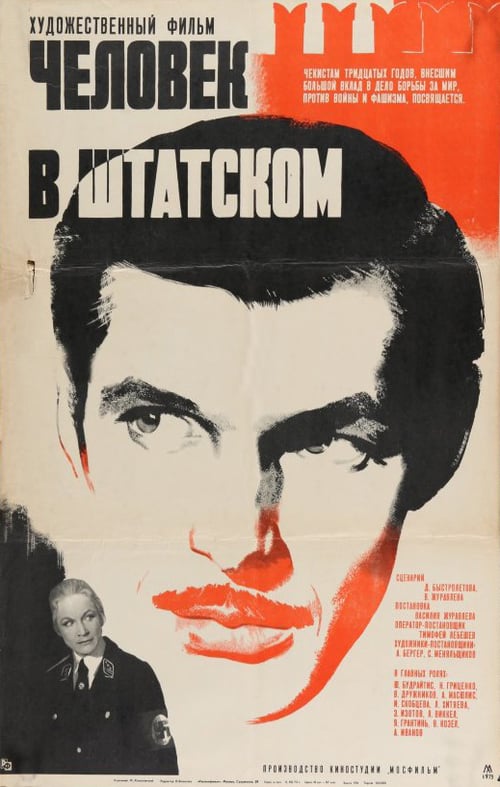 ХУДОЖЕСТВЕННЫЙ ФИЛЬМ
ЧЕЛОВЕК
В ШТАТСКОМ
ЧЕКИСТАМ ТРИДЦАТЫХ ГОДОВ, ВНЕСШИМ
БОЛЬШОЙ ВКЛАД В ДЕЛО БОРЬБЫ ЗА МИР,
ПРОТИВ ВОЙНЫ И ФАШИЗМА, ПОСВЯЩАЕТСЯ.
СЦЕНАРИЙ
Д. БЫСТРОЛЕТОВА,
В. ЖУРАВЛЕВА
ПОСТАНОВКА
ВАСИЛИЯ ЖУРАВЛЕВА
ОПЕРАТОР-ПОСТАНОВЩИК
ТИМОФЕЙ ЛЕБЕШЕВ
ХУДОЖНИКИ-ПОСТАНОВЩИКИ-
А. БЕРГЕР, С. МЕНЯЛЬЩИКОВ
В ГЛАВНЫХ РОЛЯХ:
Ю. БУДРАЙТИС, Н. ГРИЦЕНКО,
В. ДРУЖНИКОВ, А. МАСЮЛИС,
И. СКОБЦЕВА, Л. ХИТЯЕВА,
Э. ИЗОТОВ, Л. ВИККЕЛ,
В. ГРАНТИНЬ, В. КОЗЕЛ,
А. ИВАНОВ
ПРОИЗВОДСТВО КИНОСТУДИИ „МОСФИЛЬМ"
1973